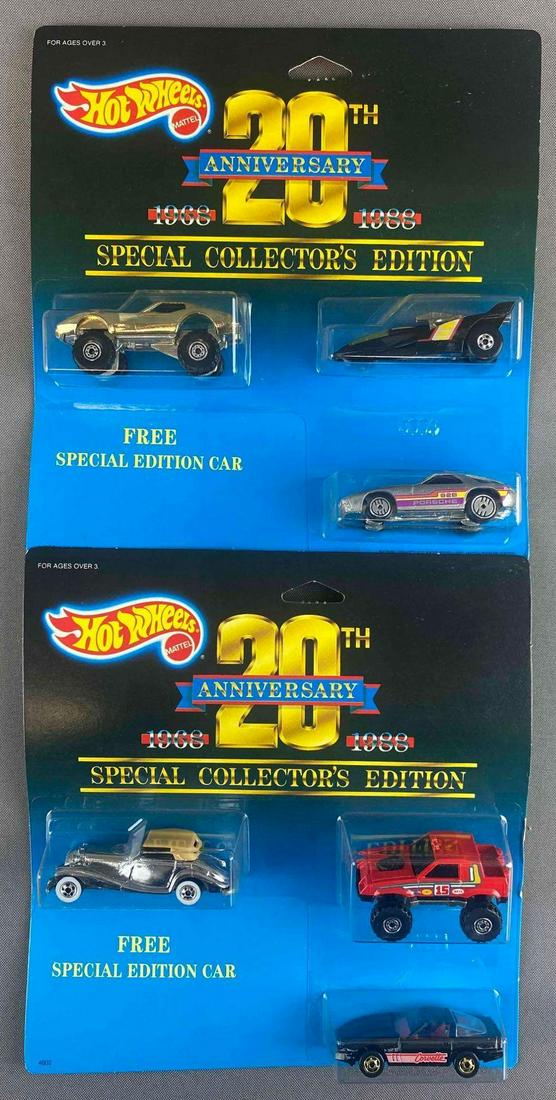 FOR AGES OVER 3.
HOT WHEELS
MATTEL
20TH
ANNIVERSARY
1968 1988
SPECIAL COLLECTOR'S EDITION
FREE
SPECIAL EDITION CAR
928
PORSCHE
FOR AGES OVER 3.
HOT WHEELS
MATTEL
20TH
ANNIVERSARY
1968 1988
SPECIAL COLLECTOR'S EDITION
15
FREE
SPECIAL EDITION CAR
Corvette